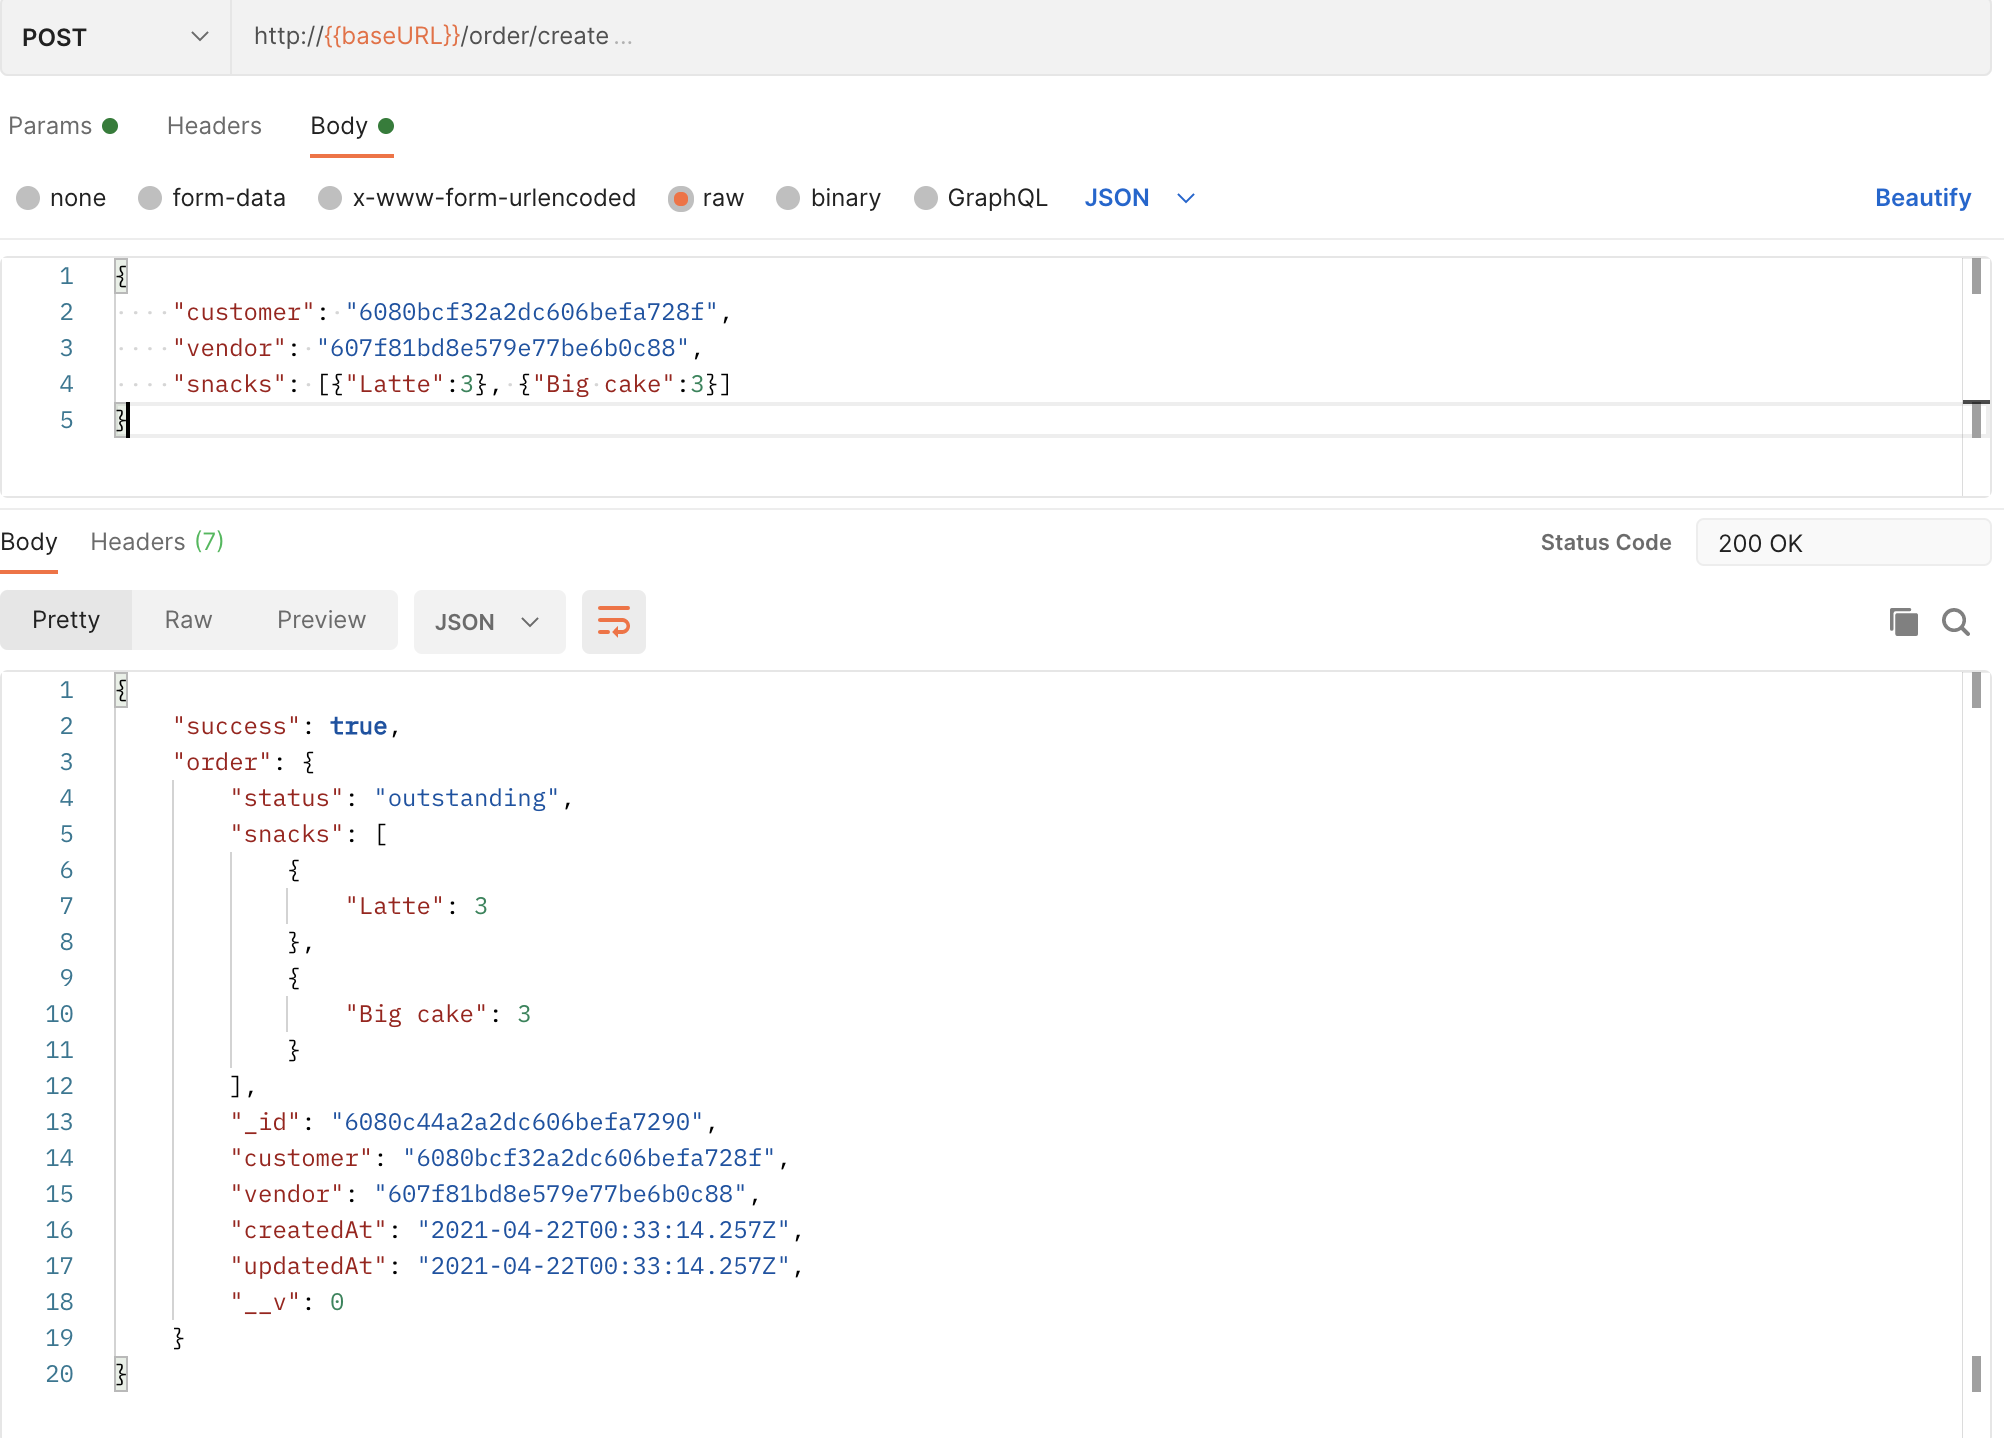 POST http://{{baseURL}}/order/create ...
Params Headers Body
none form-data x-www-form-urlencoded raw binary GraphQL JSON Beautify
1 {
2 "customer": "6080bcf32a2dc606befa728f",
3 "vendor": "607f81bd8e579e77be6b0c88",
4 "snacks": [{"Latte":3}, {"Big cake":3}]
5 }
Body Headers (7) Status Code 200 OK
Pretty Raw Preview JSON
1 {
2 "success": true,
3 "order": {
4 "status": "outstanding",
5 "snacks": [
6 {
7 "Latte": 3
8 },
9 {
10 "Big cake": 3
11 }
12 ],
13 "_id": "6080c44a2a2dc606befa7290",
14 "customer": "6080bcf32a2dc606befa728f",
15 "vendor": "607f81bd8e579e77be6b0c88",
16 "createdAt": "2021-04-22T00:33:14.257Z",
17 "updatedAt": "2021-04-22T00:33:14.257Z",
18 "__v": 0
19 }
20 }